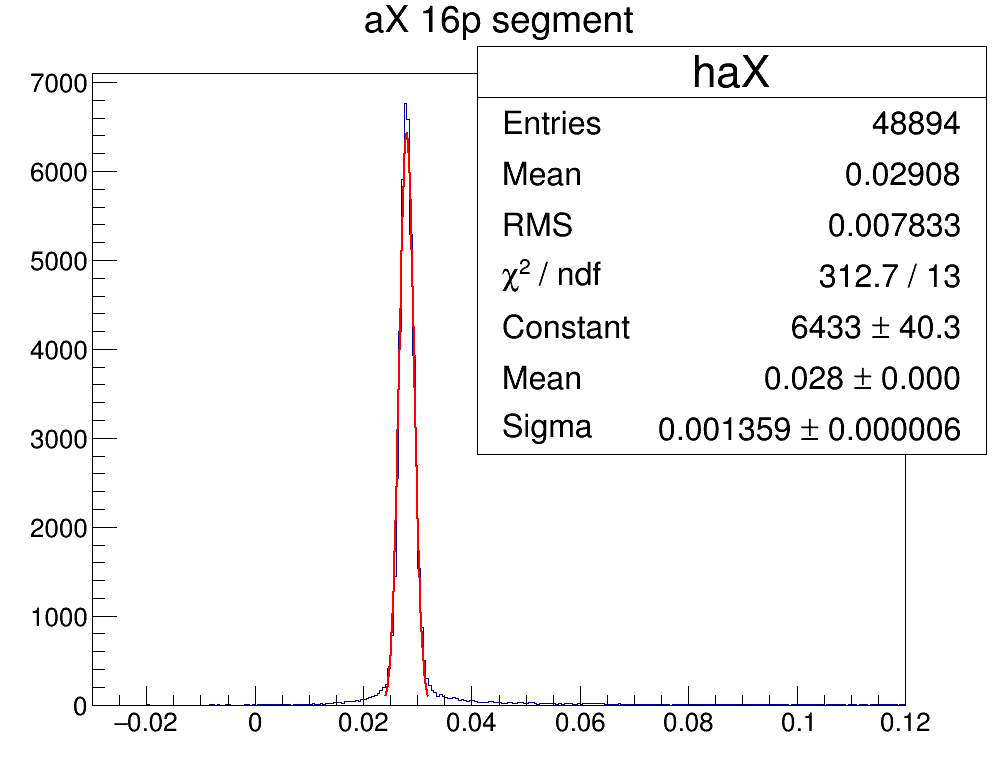 aX 16p segment
haX
Entries 48894
Mean 0.02908
RMS 0.007833
χ² / ndf 312.7 / 13
Constant 6433 ± 40.3
Mean 0.028 ± 0.000
Sigma 0.001359 ± 0.000006
7000
6000
5000
4000
3000
2000
1000
0
−0.02 0 0.02 0.04 0.06 0.08 0.1 0.12